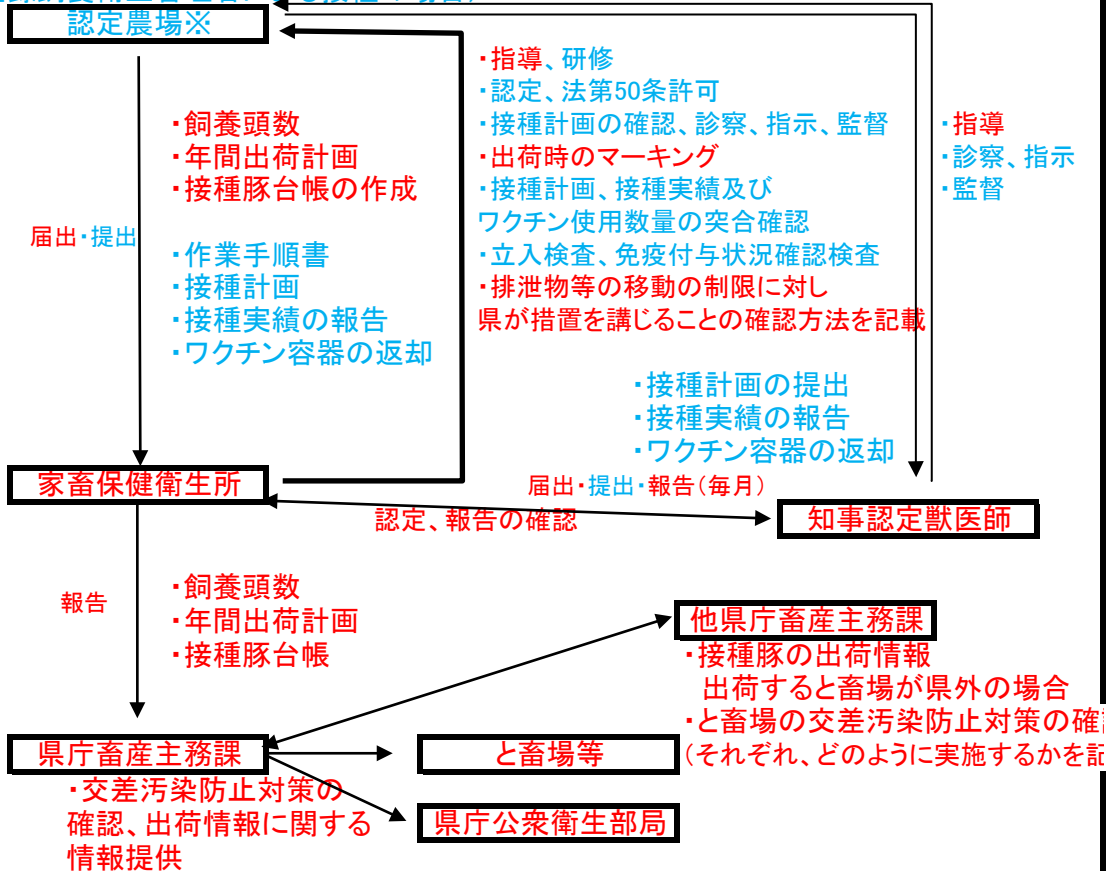 認定農場※
・指導、研修
・認定、法第50条許可
・接種計画の確認、診察、指示、監督
・出荷時のマーキング
・接種計画、接種実績及び
ワクチン使用数量の突合確認
・立入検査、免疫付与状況確認検査
・排泄物等の移動の制限に対し
県が措置を講じることの確認方法を記載
・指導
・診察、指示
・監督
・飼養頭数
・年間出荷計画
・接種豚台帳の作成
届出・提出
・作業手順書
・接種計画
・接種実績の報告
・ワクチン容器の返却
・接種計画の提出
・接種実績の報告
・ワクチン容器の返却
家畜保健衛生所
届出・提出・報告(毎月)
認定、報告の確認
知事認定獣医師
報告
・飼養頭数
・年間出荷計画
・接種豚台帳
他県庁畜産主務課
・接種豚の出荷情報
出荷すると畜場が県外の場合
・と畜場の交差汚染防止対策の確
(それぞれ、どのように実施するかを記
県庁畜産主務課
と畜場等
・交差汚染防止対策の
確認、出荷情報に関する
情報提供
県庁公衆衛生部局